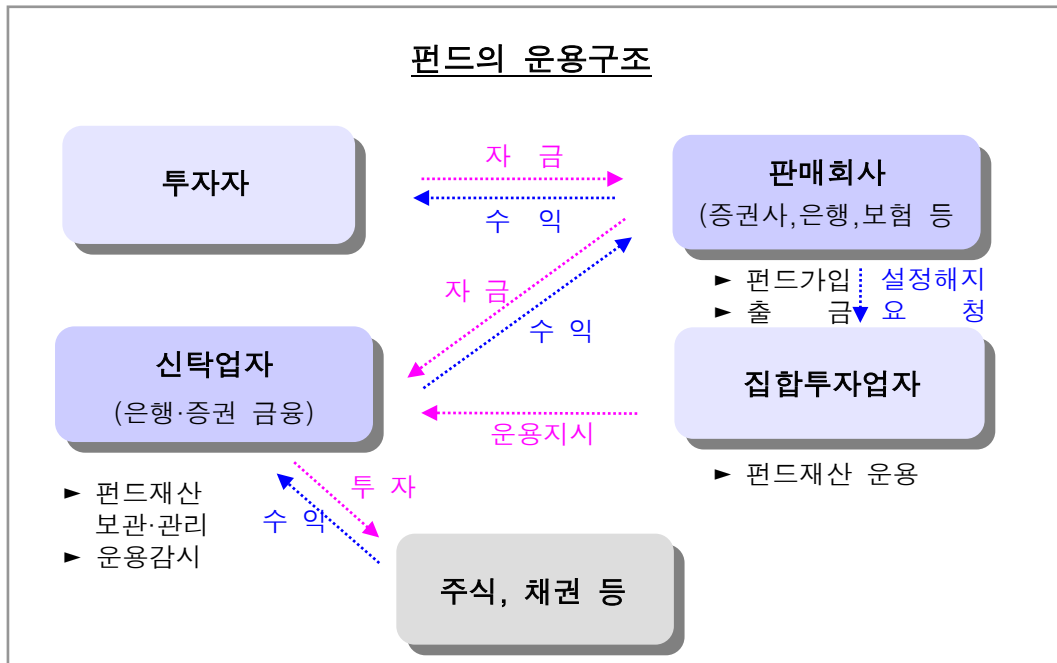 펀드의 운용구조
투자자
자 금
수 익
판매회사
(증권사,은행,보험 등
► 펀드가입
► 출 금
설정해지
요 청
자 금
수 익
신탁업자
(은행·증권 금융)
집합투자업자
운용지시
► 펀드재산
보관·관리
► 운용감시
► 펀드재산 운용
투 자
수 익
주식, 채권 등